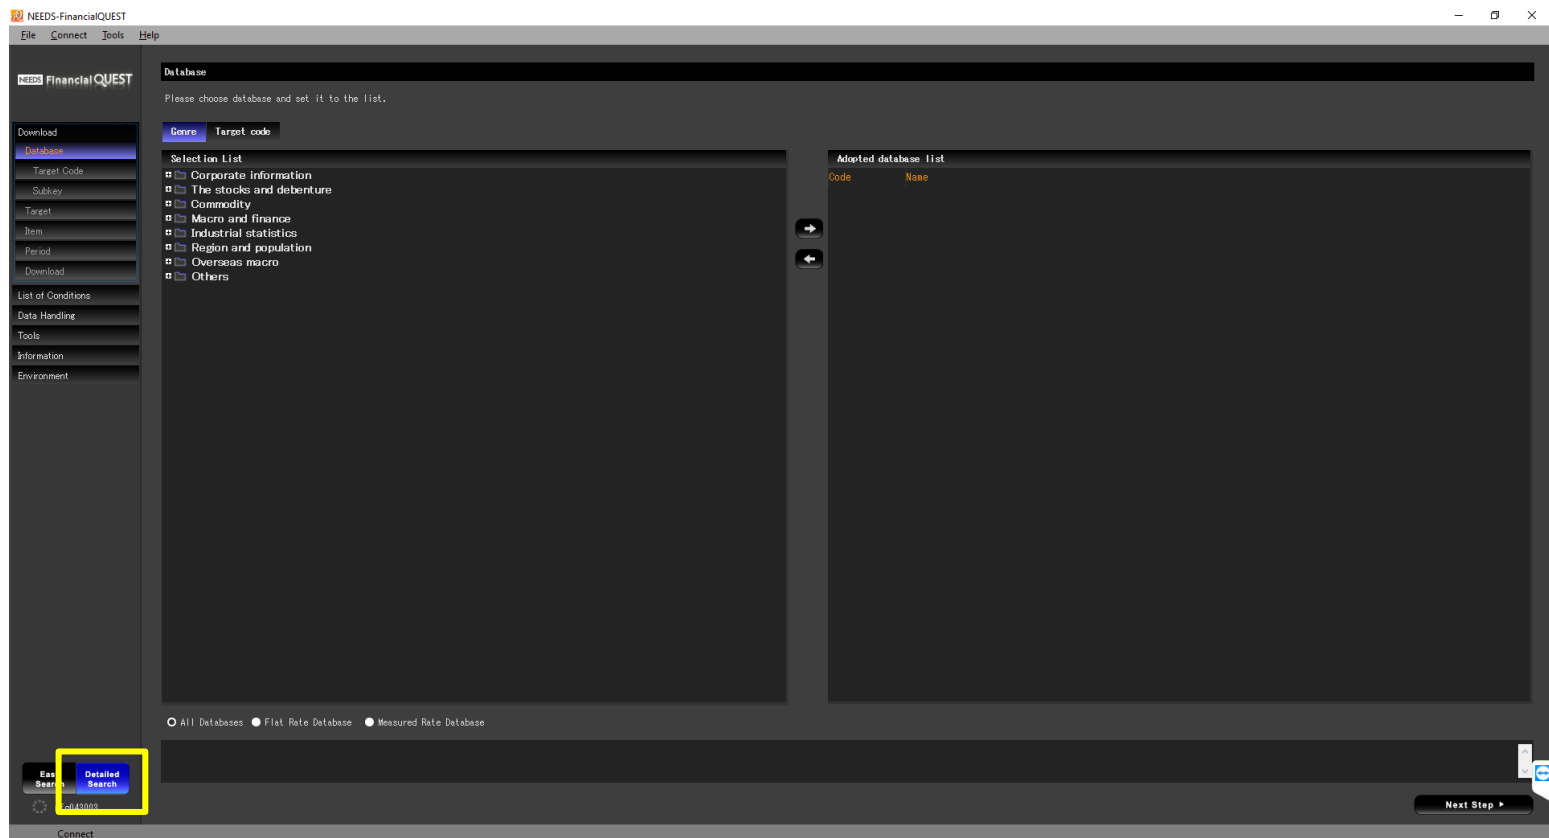 NEEDS-FinancialQUEST
File Connect Tools Help
NEEDS Financial QUEST
Database
Please choose database and set it to the list.
Download
Database
Target Code
Subkey
Target
Item
Period
Download
List of Conditions
Data Handling
Tools
Information
Environment
Genre Target code
Selection List
Corporate information
The stocks and debenture
Commodity
Macro and finance
Industrial statistics
Region and population
Overseas macro
Others
Adopted database list
Code Name
All Databases Flat Rate Database Measured Rate Database
Detailed
Search
Next Step
Connect